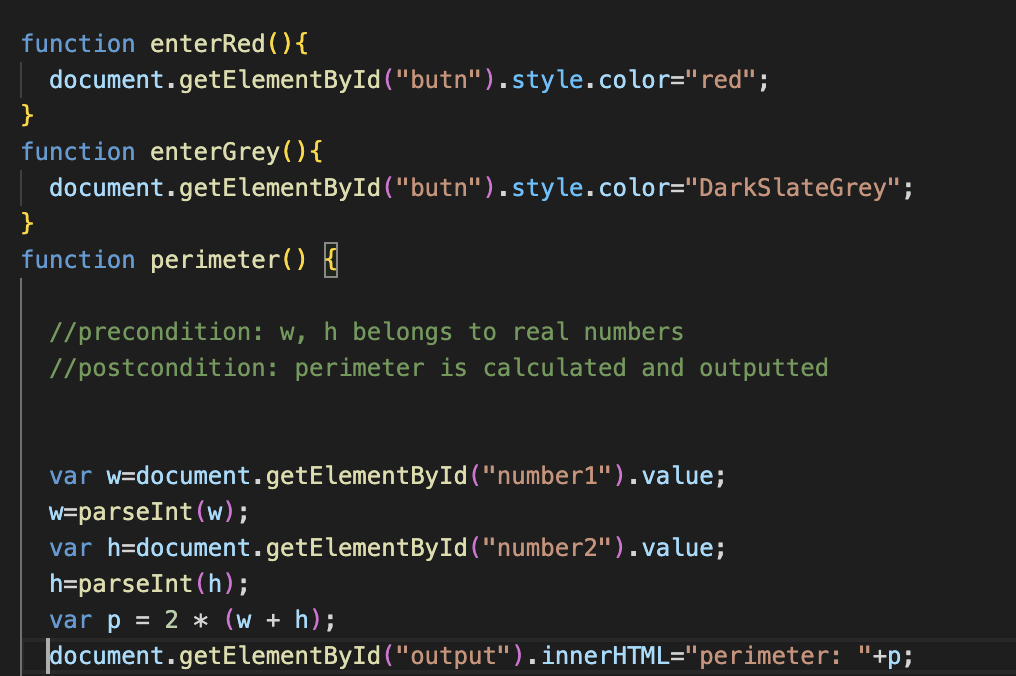 function enterRed(){
  document.getElementById("butn").style.color="red";
}
function enterGrey(){
  document.getElementById("butn").style.color="DarkSlateGrey";
}
function perimeter() {
  //precondition: w, h belongs to real numbers
  //postcondition: perimeter is calculated and outputted
  var w=document.getElementById("number1").value;
  w=parseInt(w);
  var h=document.getElementById("number2").value;
  h=parseInt(h);
  var p = 2 * (w + h);
  document.getElementById("output").innerHTML="perimeter: "+p;